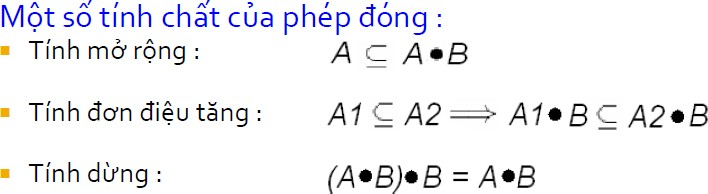 Một số tính chất của phép đóng :
▪ Tính mở rộng : A ⊆ A•B
▪ Tính đơn điệu tăng : A1 ⊆ A2 ⟹ A1•B ⊆ A2•B
▪ Tính dừng : (A•B)•B = A•B